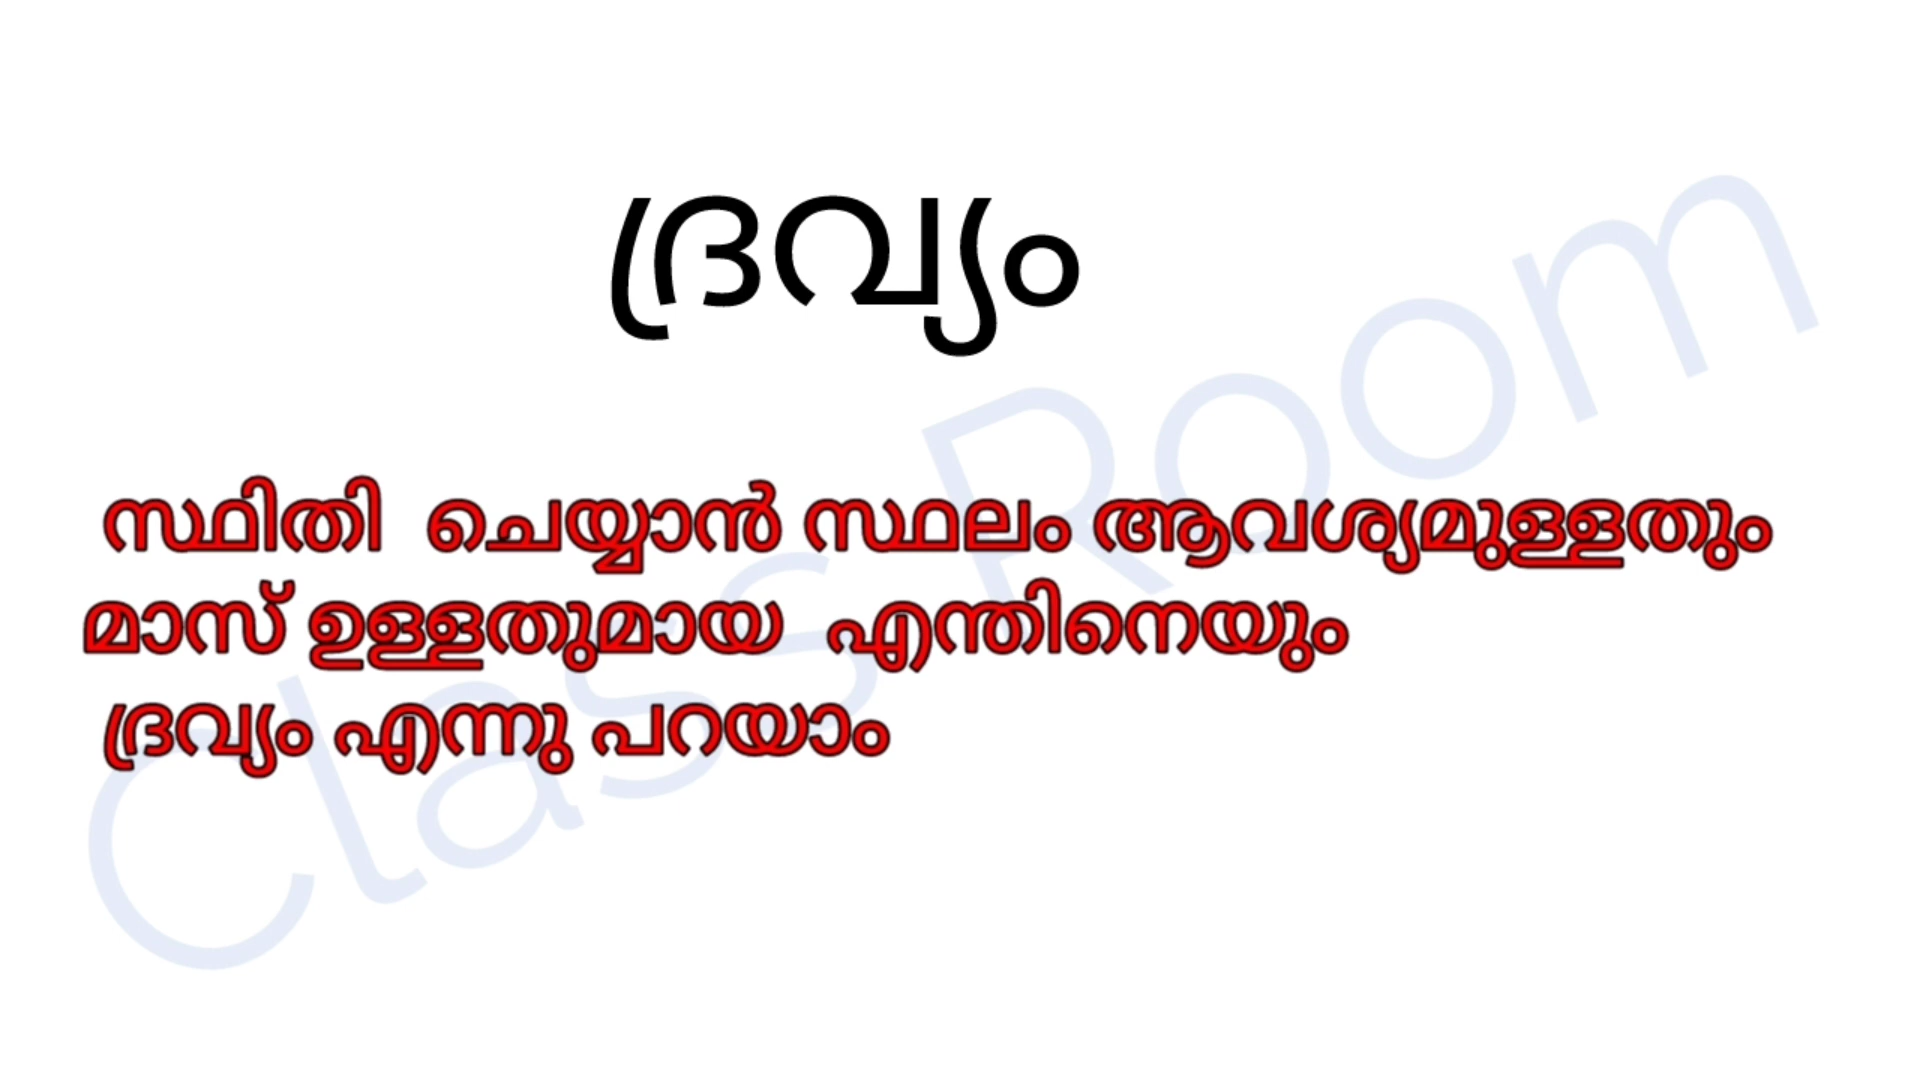 ദ്രവ്യം
സ്ഥിതി ചെയ്യാൻ സ്ഥലം ആവശ്യമുള്ളതും
മാസ് ഉള്ളതുമായ എന്തിനെയും
ദ്രവ്യം എന്നു പറയാം
Class Room